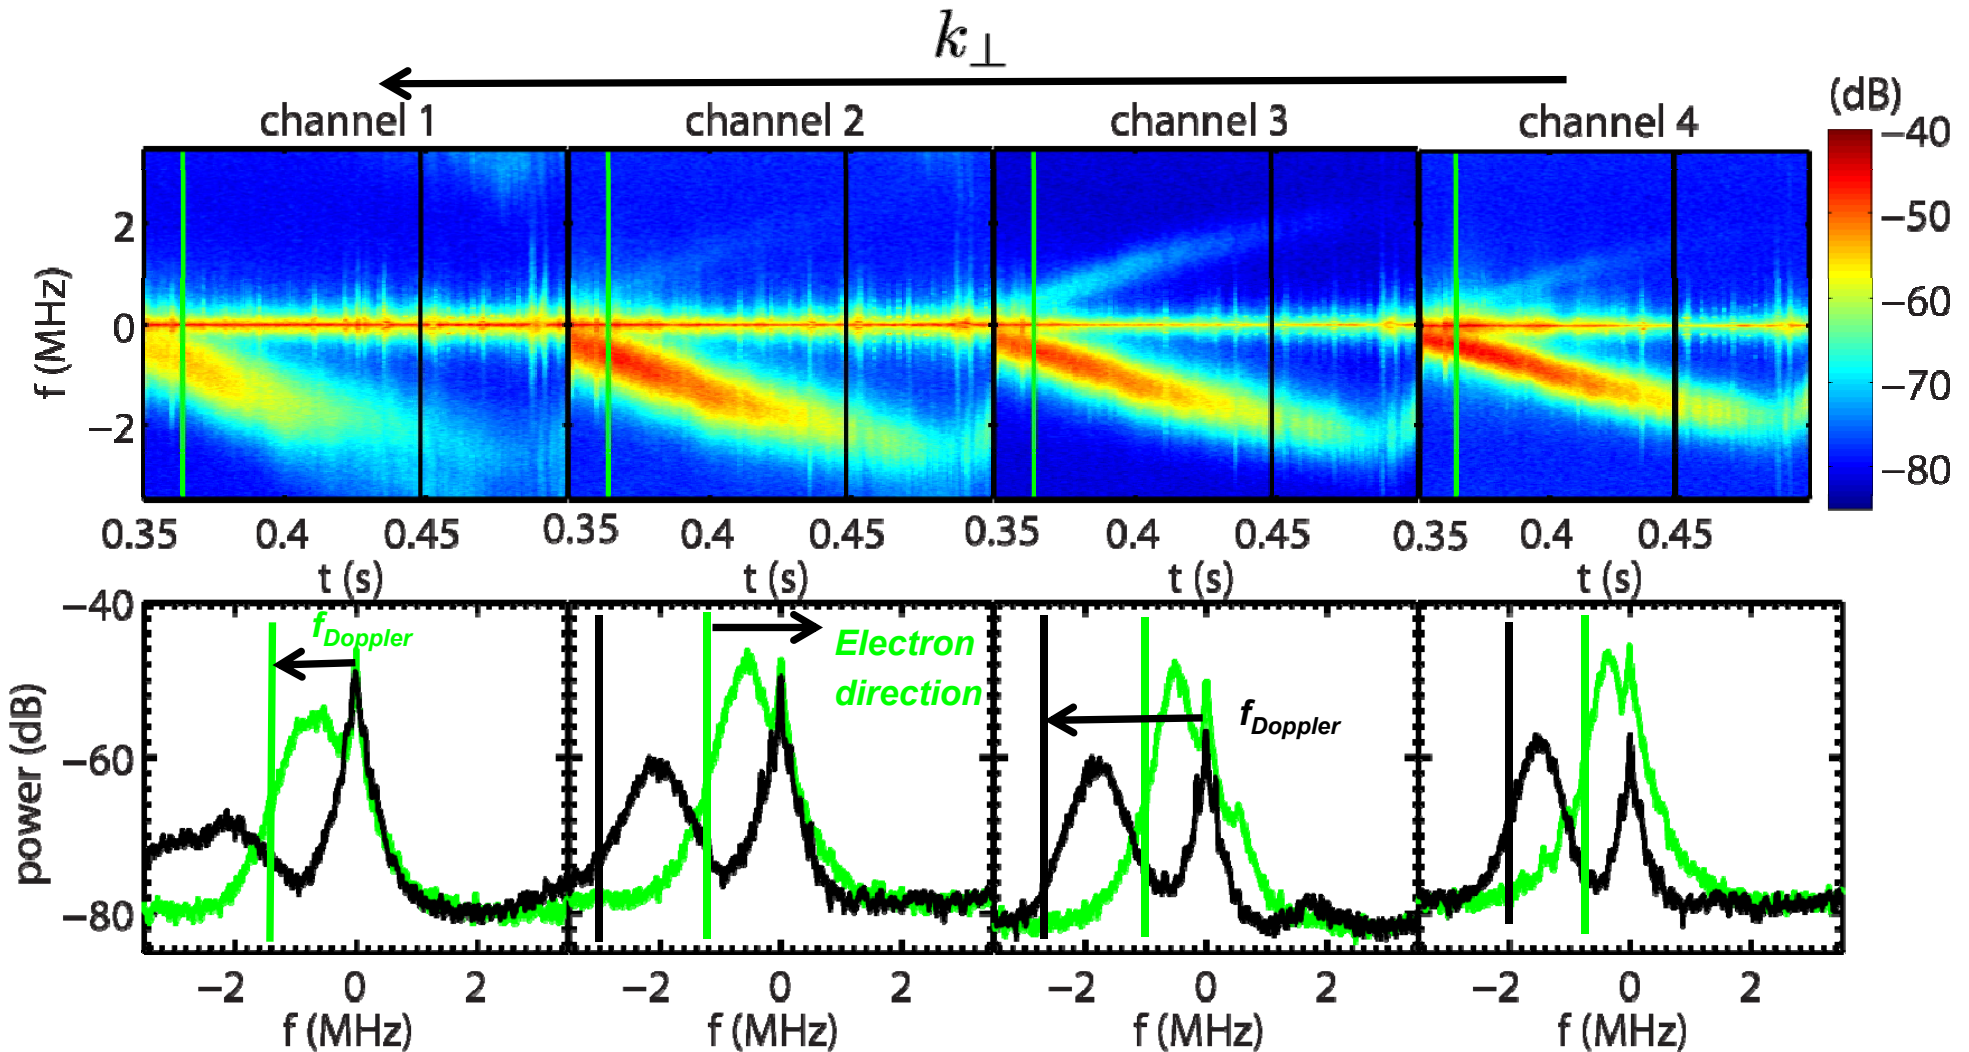 k⊥
channel 1 channel 2 channel 3 channel 4 (dB)
f (MHz)
2
0
−2
−40
−50
−60
−70
−80
0.35 0.4 0.45 0.35 0.4 0.45 0.35 0.4 0.45 0.35 0.4 0.45
t (s) t (s) t (s) t (s)
power (dB)
−40
−60
−80
fDoppler
Electron
direction
fDoppler
−2 0 2 −2 0 2 −2 0 2 −2 0 2
f (MHz) f (MHz) f (MHz) f (MHz)